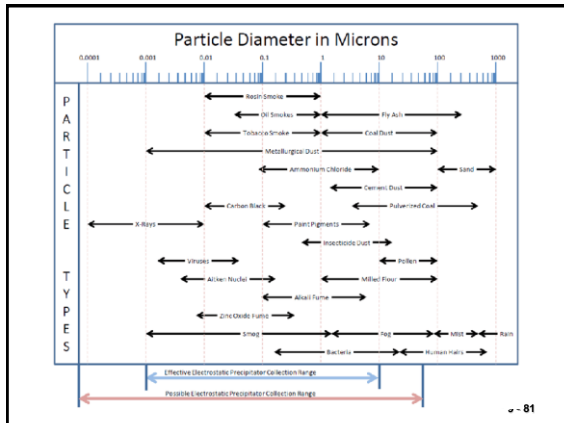 Particle Diameter in Microns
0.0001 0.001 0.01 0.1 1 10 100 1000
PARTICLE TYPES
Rosin Smoke
Oil Smokes Fly Ash
Tobacco Smoke Coal Dust
Metallurgical Dust
Ammonium Chloride Sand
Cement Dust
Carbon Black Pulverized Coal
X-Rays Paint Pigments
Insecticide Dust
Viruses Pollen
Aitken Nuclei Milled Flour
Alkali Fume
Zinc Oxide Fume
Smog Fog Mist Rain
Bacteria Human Hairs
Effective Electrostatic Precipitator Collection Range
Possible Electrostatic Precipitator Collection Range
- 81